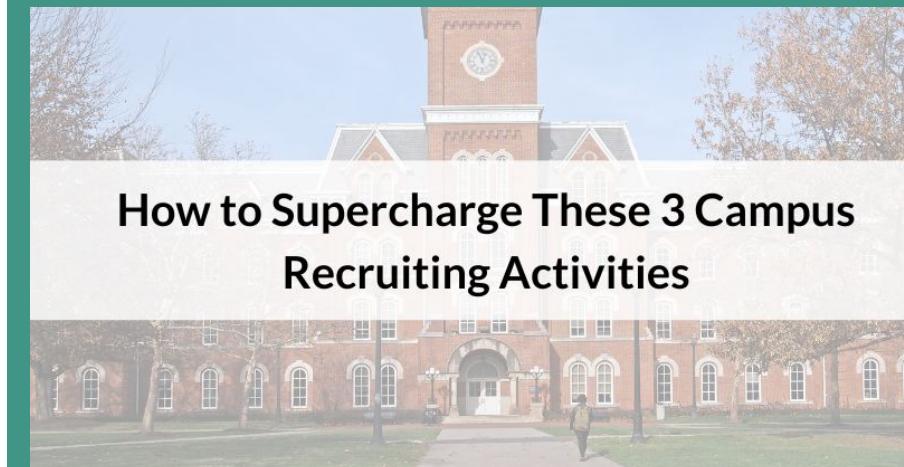 How to Supercharge These 3 Campus
Recruiting Activities